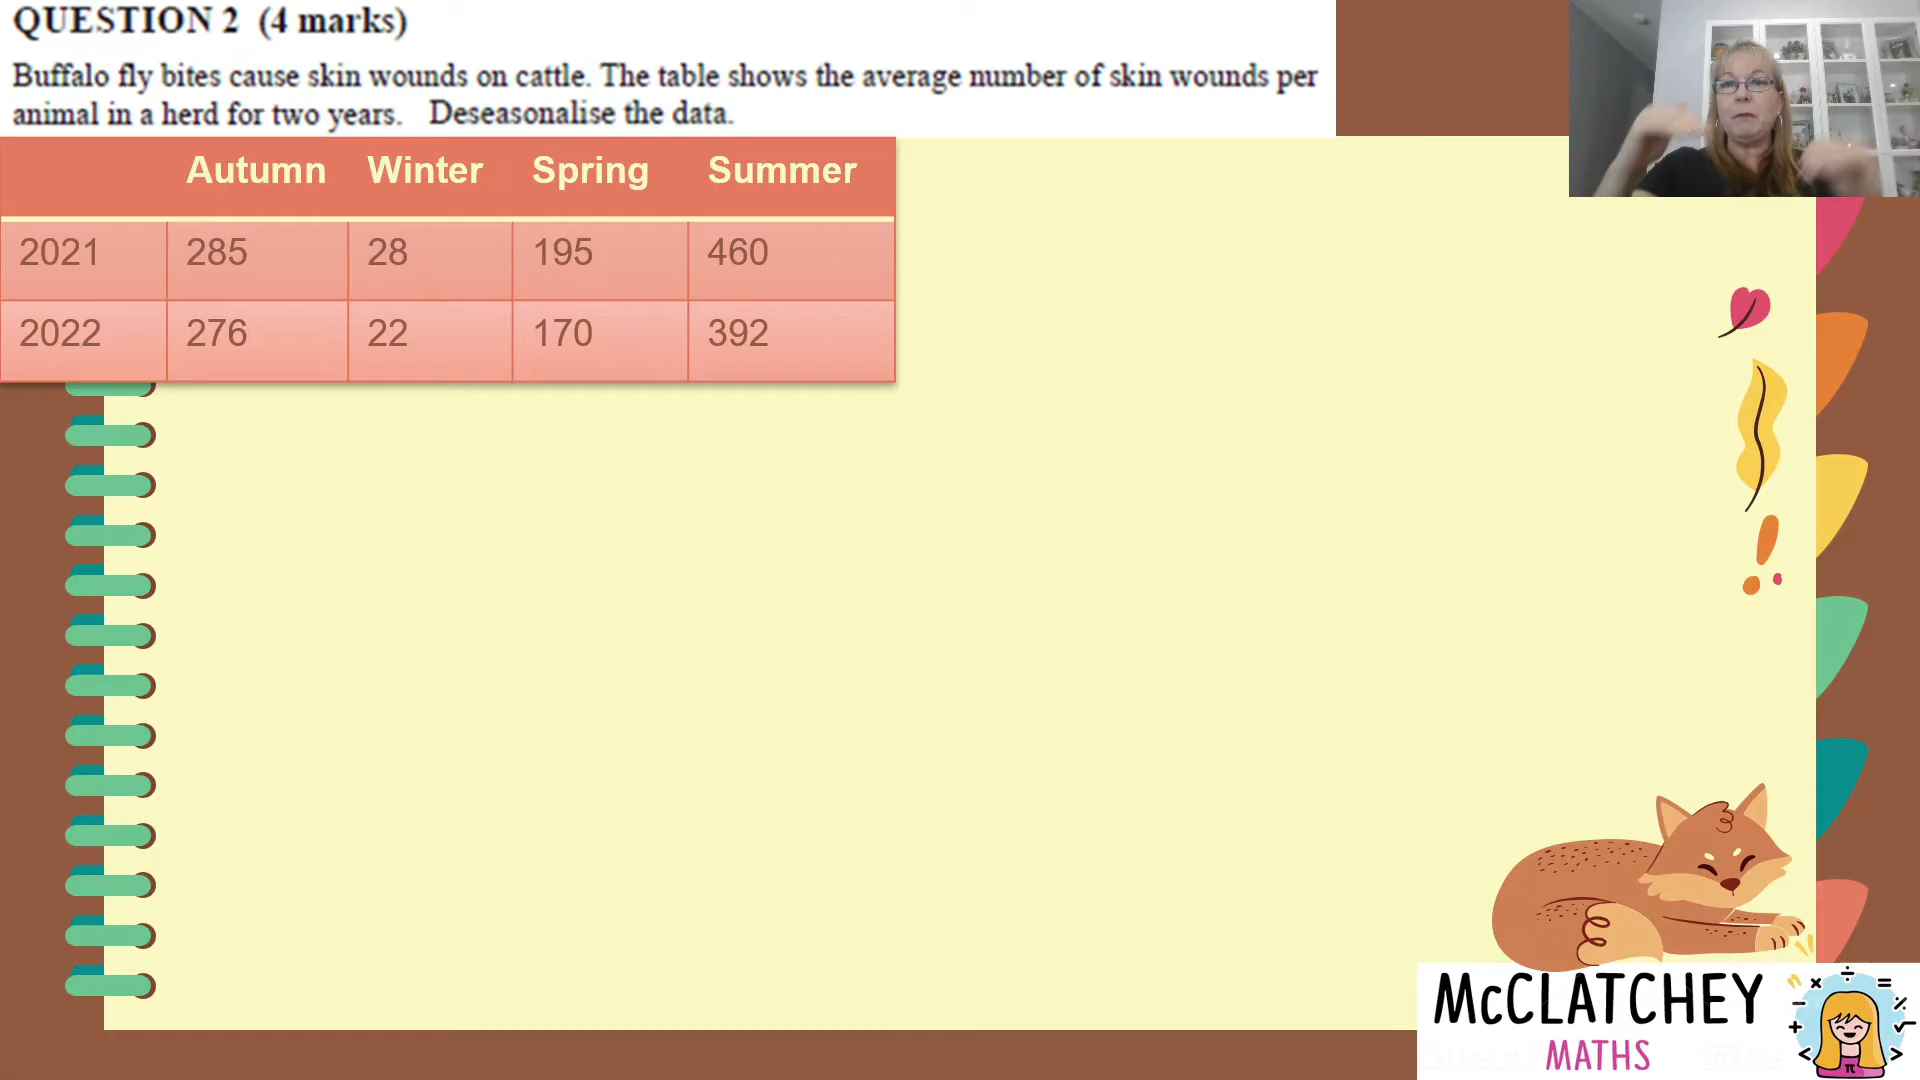 QUESTION 2 (4 marks)
Buffalo fly bites cause skin wounds on cattle. The table shows the average number of skin wounds per
animal in a herd for two years. Deseasonalise the data.
Autumn Winter Spring Summer
2021 285 28 195 460
2022 276 22 170 392
McCLATCHEY
MATHS